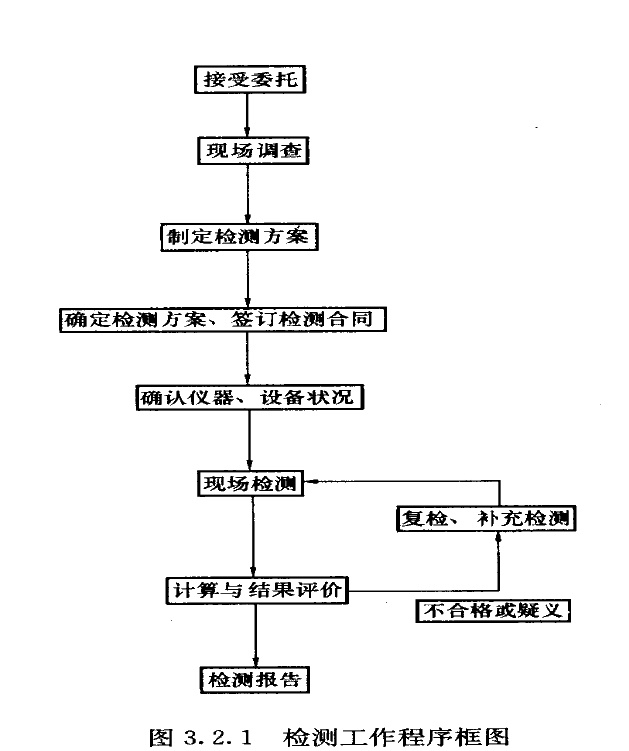 接受委托
现场调查
制定检测方案
确定检测方案、签订检测合同
确认仪器、设备状况
现场检测
复检、补充检测
计算与结果评价
不合格或疑义
检测报告
图 3.2.1 检测工作程序框图